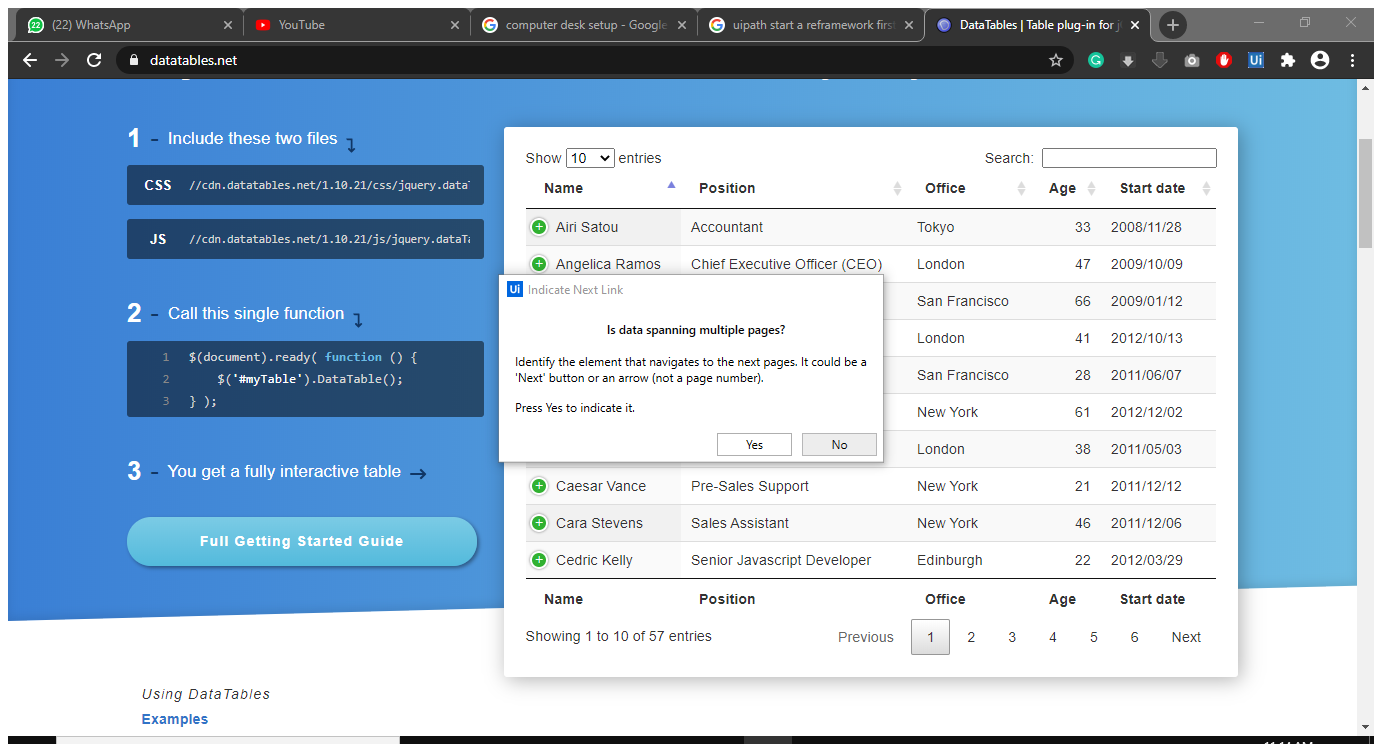 22 (22) WhatsApp
YouTube
computer desk setup - Google
uipath start a reframework first
DataTables | Table plug-in for j
datatables.net
1 - Include these two files
CSS //cdn.datatables.net/1.10.21/css/jquery.dataT
JS //cdn.datatables.net/1.10.21/js/jquery.dataTa
2 - Call this single function
1 $(document).ready( function () {
2 $('#myTable').DataTable();
3 } );
3 - You get a fully interactive table
Full Getting Started Guide
Show 10 entries
Search:
Name Position Office Age Start date
Airi Satou Accountant Tokyo 33 2008/11/28
Angelica Ramos Chief Executive Officer (CEO) London 47 2009/10/09
San Francisco 66 2009/01/12
London 41 2012/10/13
San Francisco 28 2011/06/07
New York 61 2012/12/02
London 38 2011/05/03
Caesar Vance Pre-Sales Support New York 21 2011/12/12
Cara Stevens Sales Assistant New York 46 2011/12/06
Cedric Kelly Senior Javascript Developer Edinburgh 22 2012/03/29
Name Position Office Age Start date
Showing 1 to 10 of 57 entries
Previous 1 2 3 4 5 6 Next
Ui Indicate Next Link
Is data spanning multiple pages?
Identify the element that navigates to the next pages. It could be a
'Next' button or an arrow (not a page number).
Press Yes to indicate it.
Yes No
Using DataTables
Examples